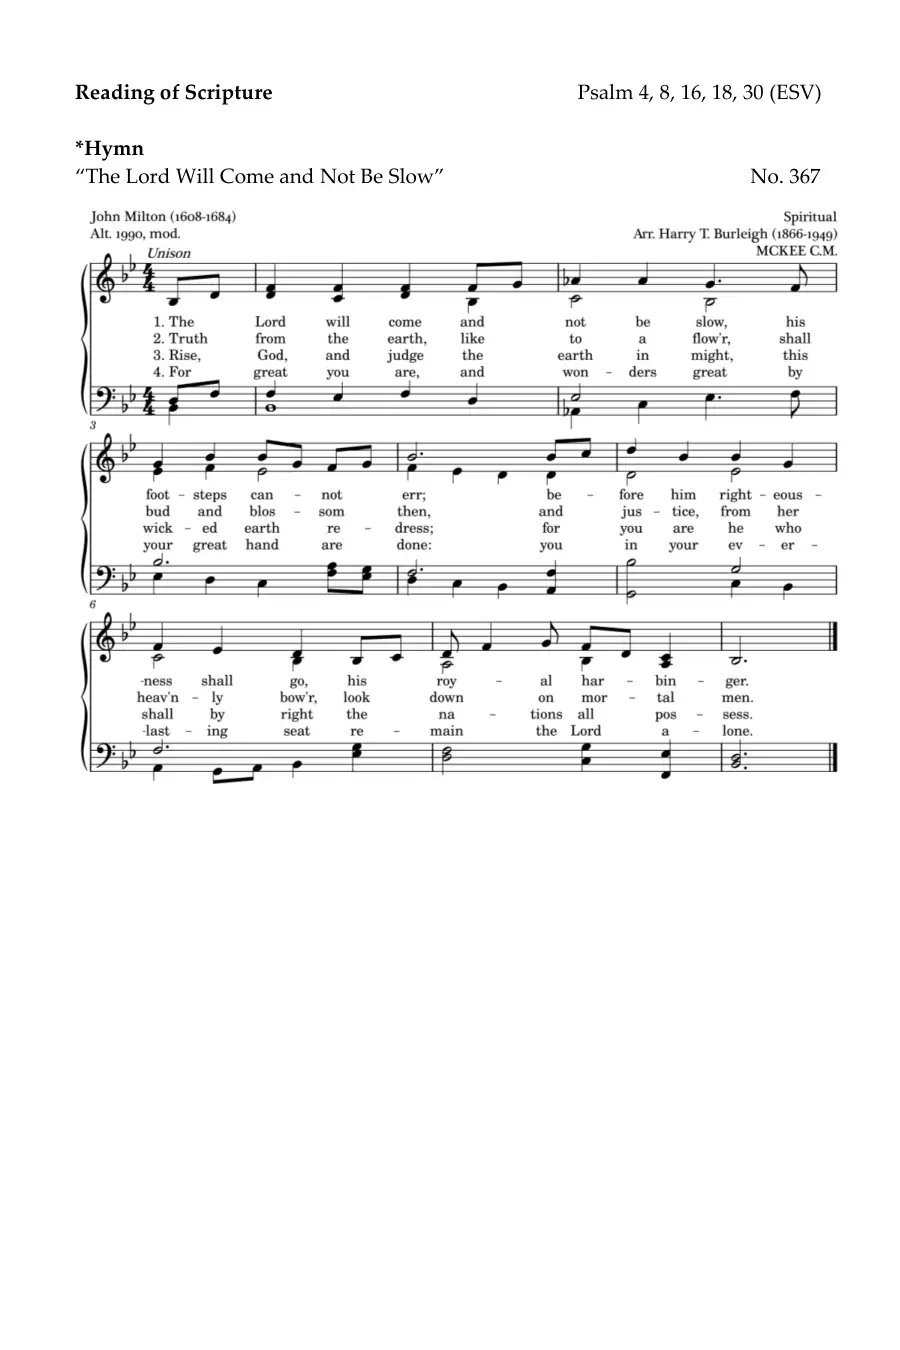 Reading of Scripture Psalm 4, 8, 16, 18, 30 (ESV)
*Hymn
“The Lord Will Come and Not Be Slow” No. 367
John Milton (1608-1684) Spiritual
Alt. 1990, mod. Arr. Harry T. Burleigh (1866-1949)
Unison MCKEE C.M.
1. The Lord will come and not be slow, his
2. Truth from the earth, like to a flow'r, shall
3. Rise, God, and judge the earth in might, this
4. For great you are, and won - ders great by
3
foot - steps can - not err; be - fore him right - eous -
bud and blos - som then, and jus - tice, from her
wick - ed earth re - dress; for you are he who
your great hand are done: you in your ev - er -
6
-ness shall go, his roy - al har - bin - ger.
heav'n - ly bow'r, look down on mor - tal men.
shall by right the na - tions all pos - sess.
-last - ing seat re - main the Lord a - lone.